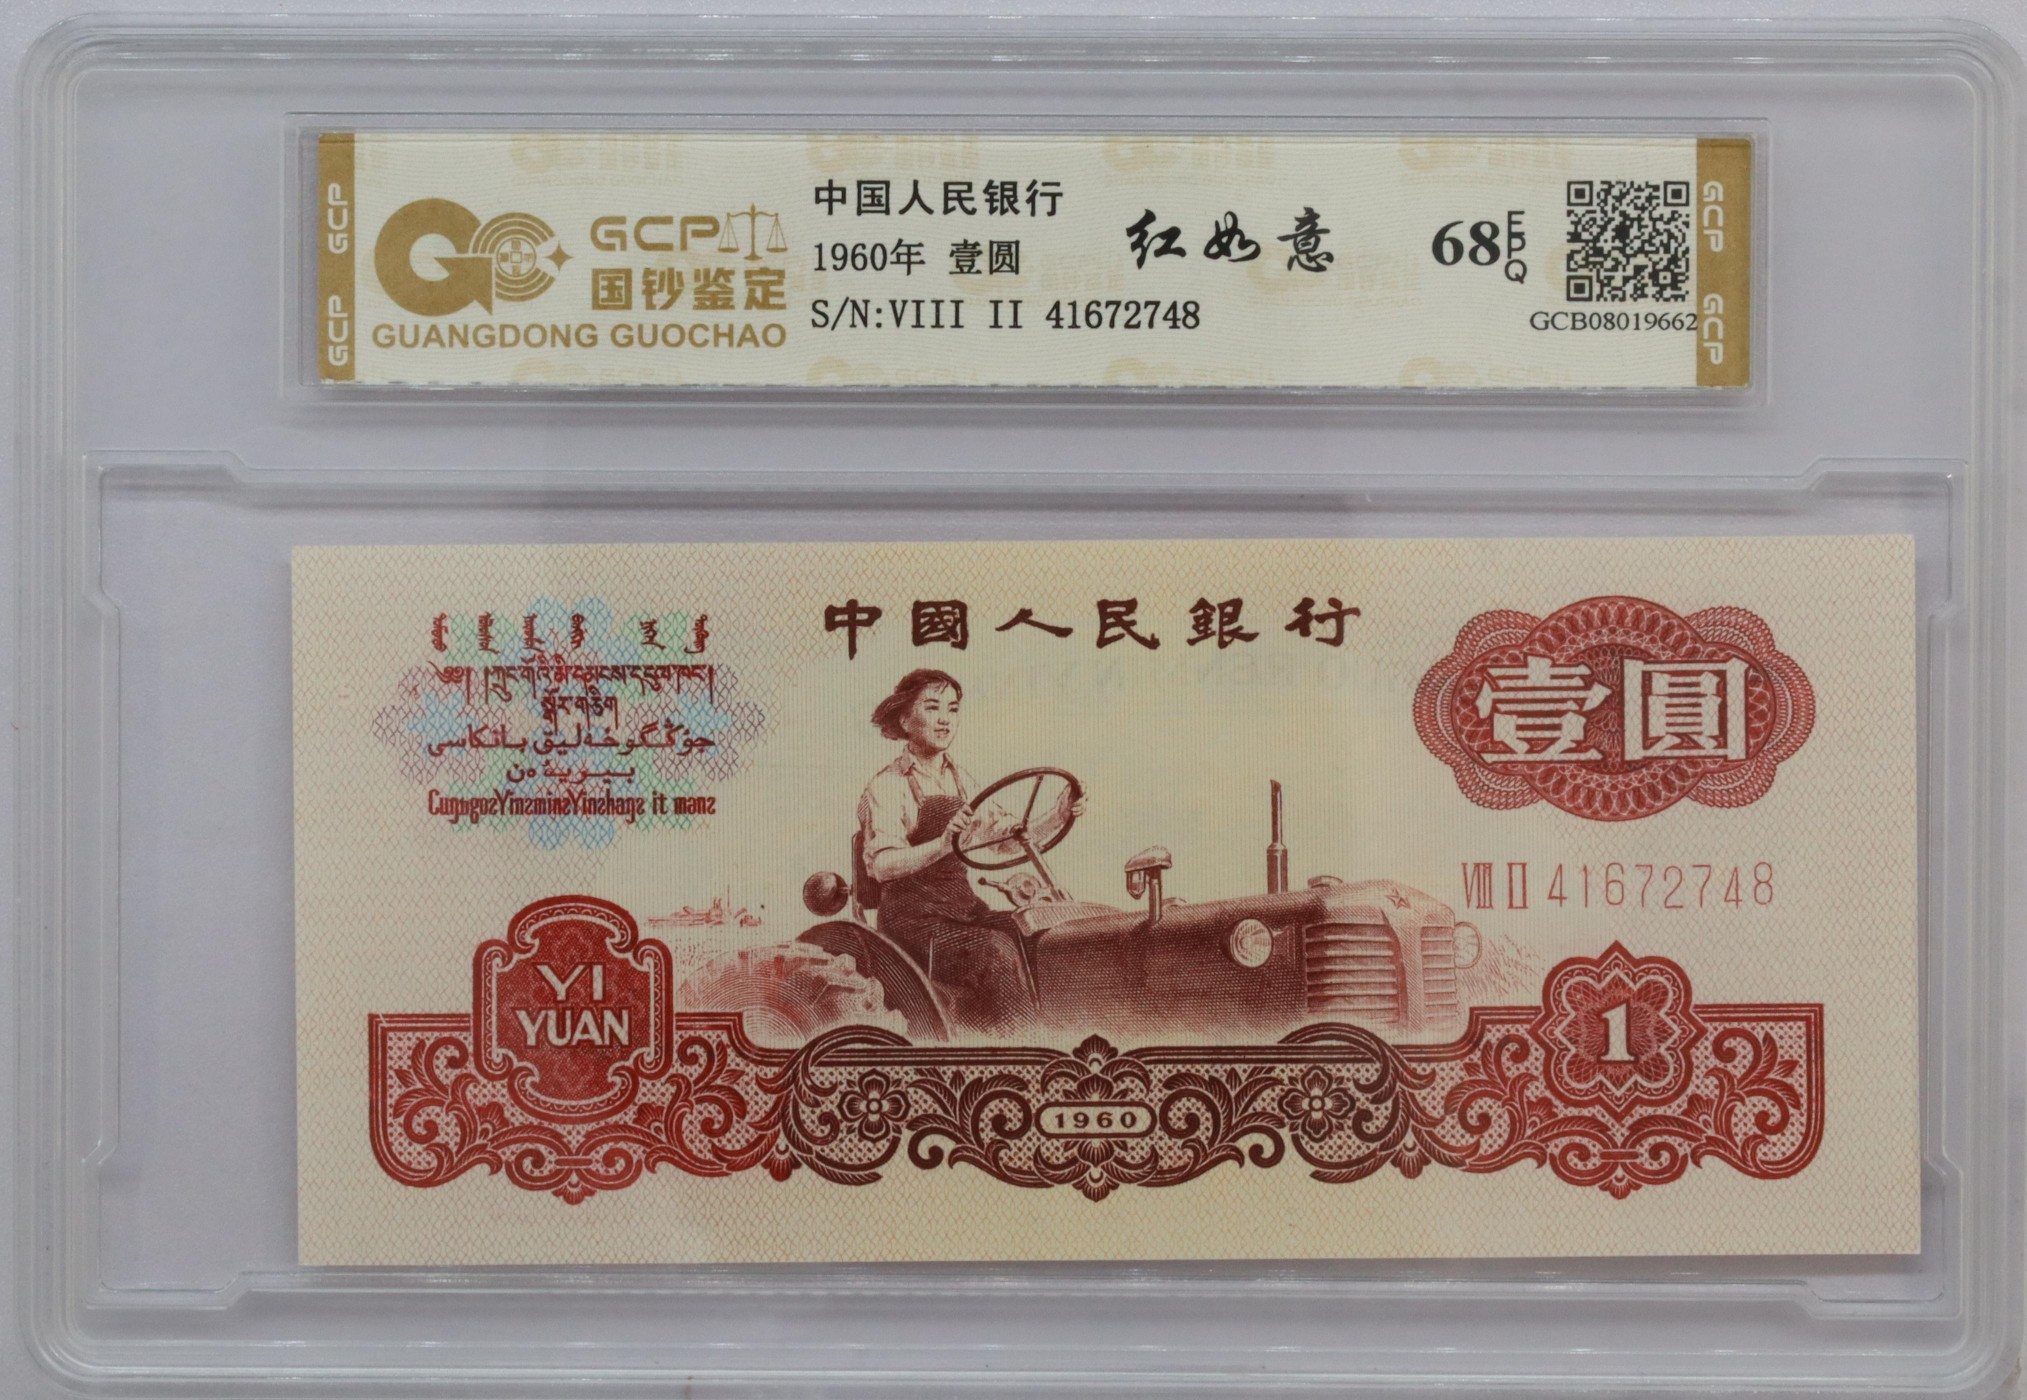 GCP
GCP
GCP
国钞鉴定
GUANGDONG GUOCHAO
中国人民银行
1960年 壹圆
S/N:VIII II 41672748
红如意
68 EPQ
GCB08019662
GCP
GCP
中國人民銀行
壹圓
VIII II 41672748
YI
YUAN
1960
1